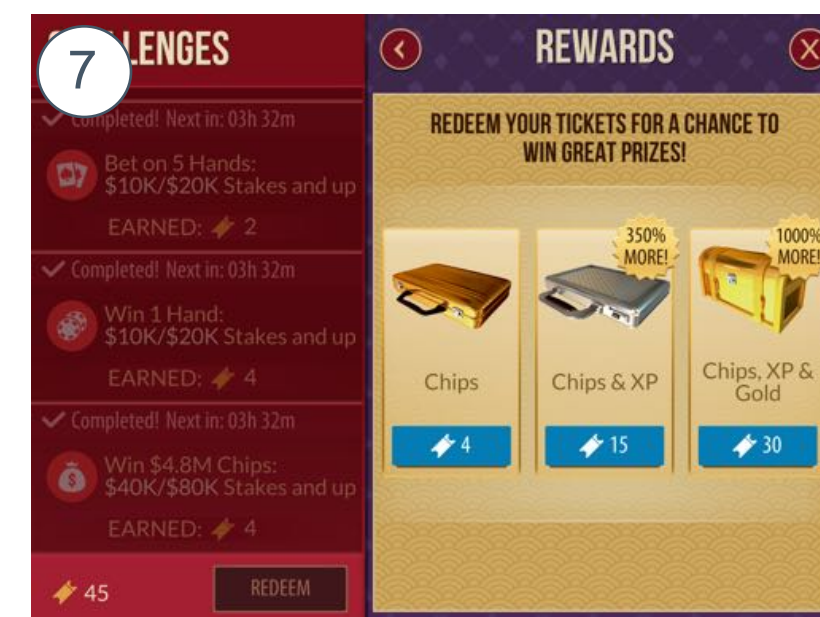 7
LENGES
Completed! Next in: 03h 32m
Bet on 5 Hands:
$10K/$20K Stakes and up
EARNED: 2
Completed! Next in: 03h 32m
Win 1 Hand:
$10K/$20K Stakes and up
EARNED: 4
Completed! Next in: 03h 32m
Win $4.8M Chips:
$40K/$80K Stakes and up
EARNED: 4
45
REDEEM
REWARDS
X
REDEEM YOUR TICKETS FOR A CHANCE TO
WIN GREAT PRIZES!
Chips
4
350%
MORE!
Chips & XP
15
1000%
MORE!
Chips, XP &
Gold
30